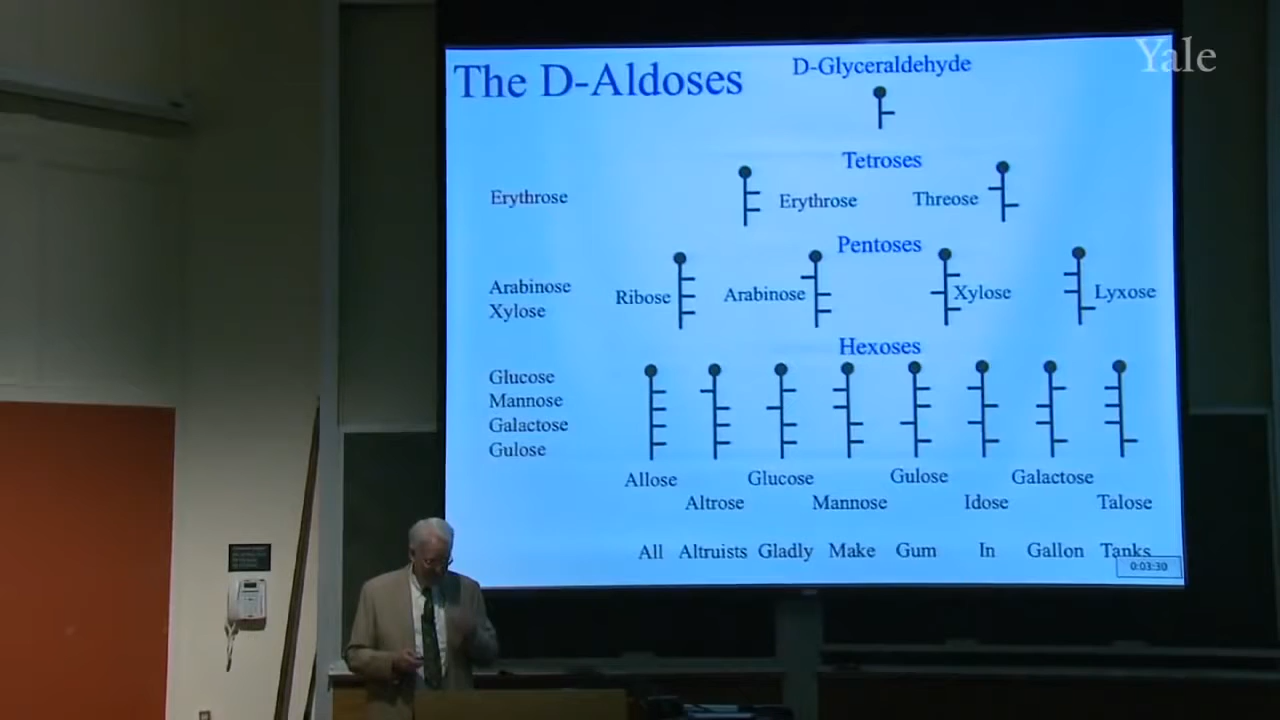 Yale
The D-Aldoses
D-Glyceraldehyde
Tetroses
Erythrose
Erythrose
Threose
Pentoses
Arabinose
Xylose
Ribose
Arabinose
Xylose
Lyxose
Hexoses
Glucose
Mannose
Galactose
Gulose
Allose
Glucose
Gulose
Galactose
Altrose
Mannose
Idose
Talose
All Altruists Gladly Make Gum In Gallon Tanks
0:03:30